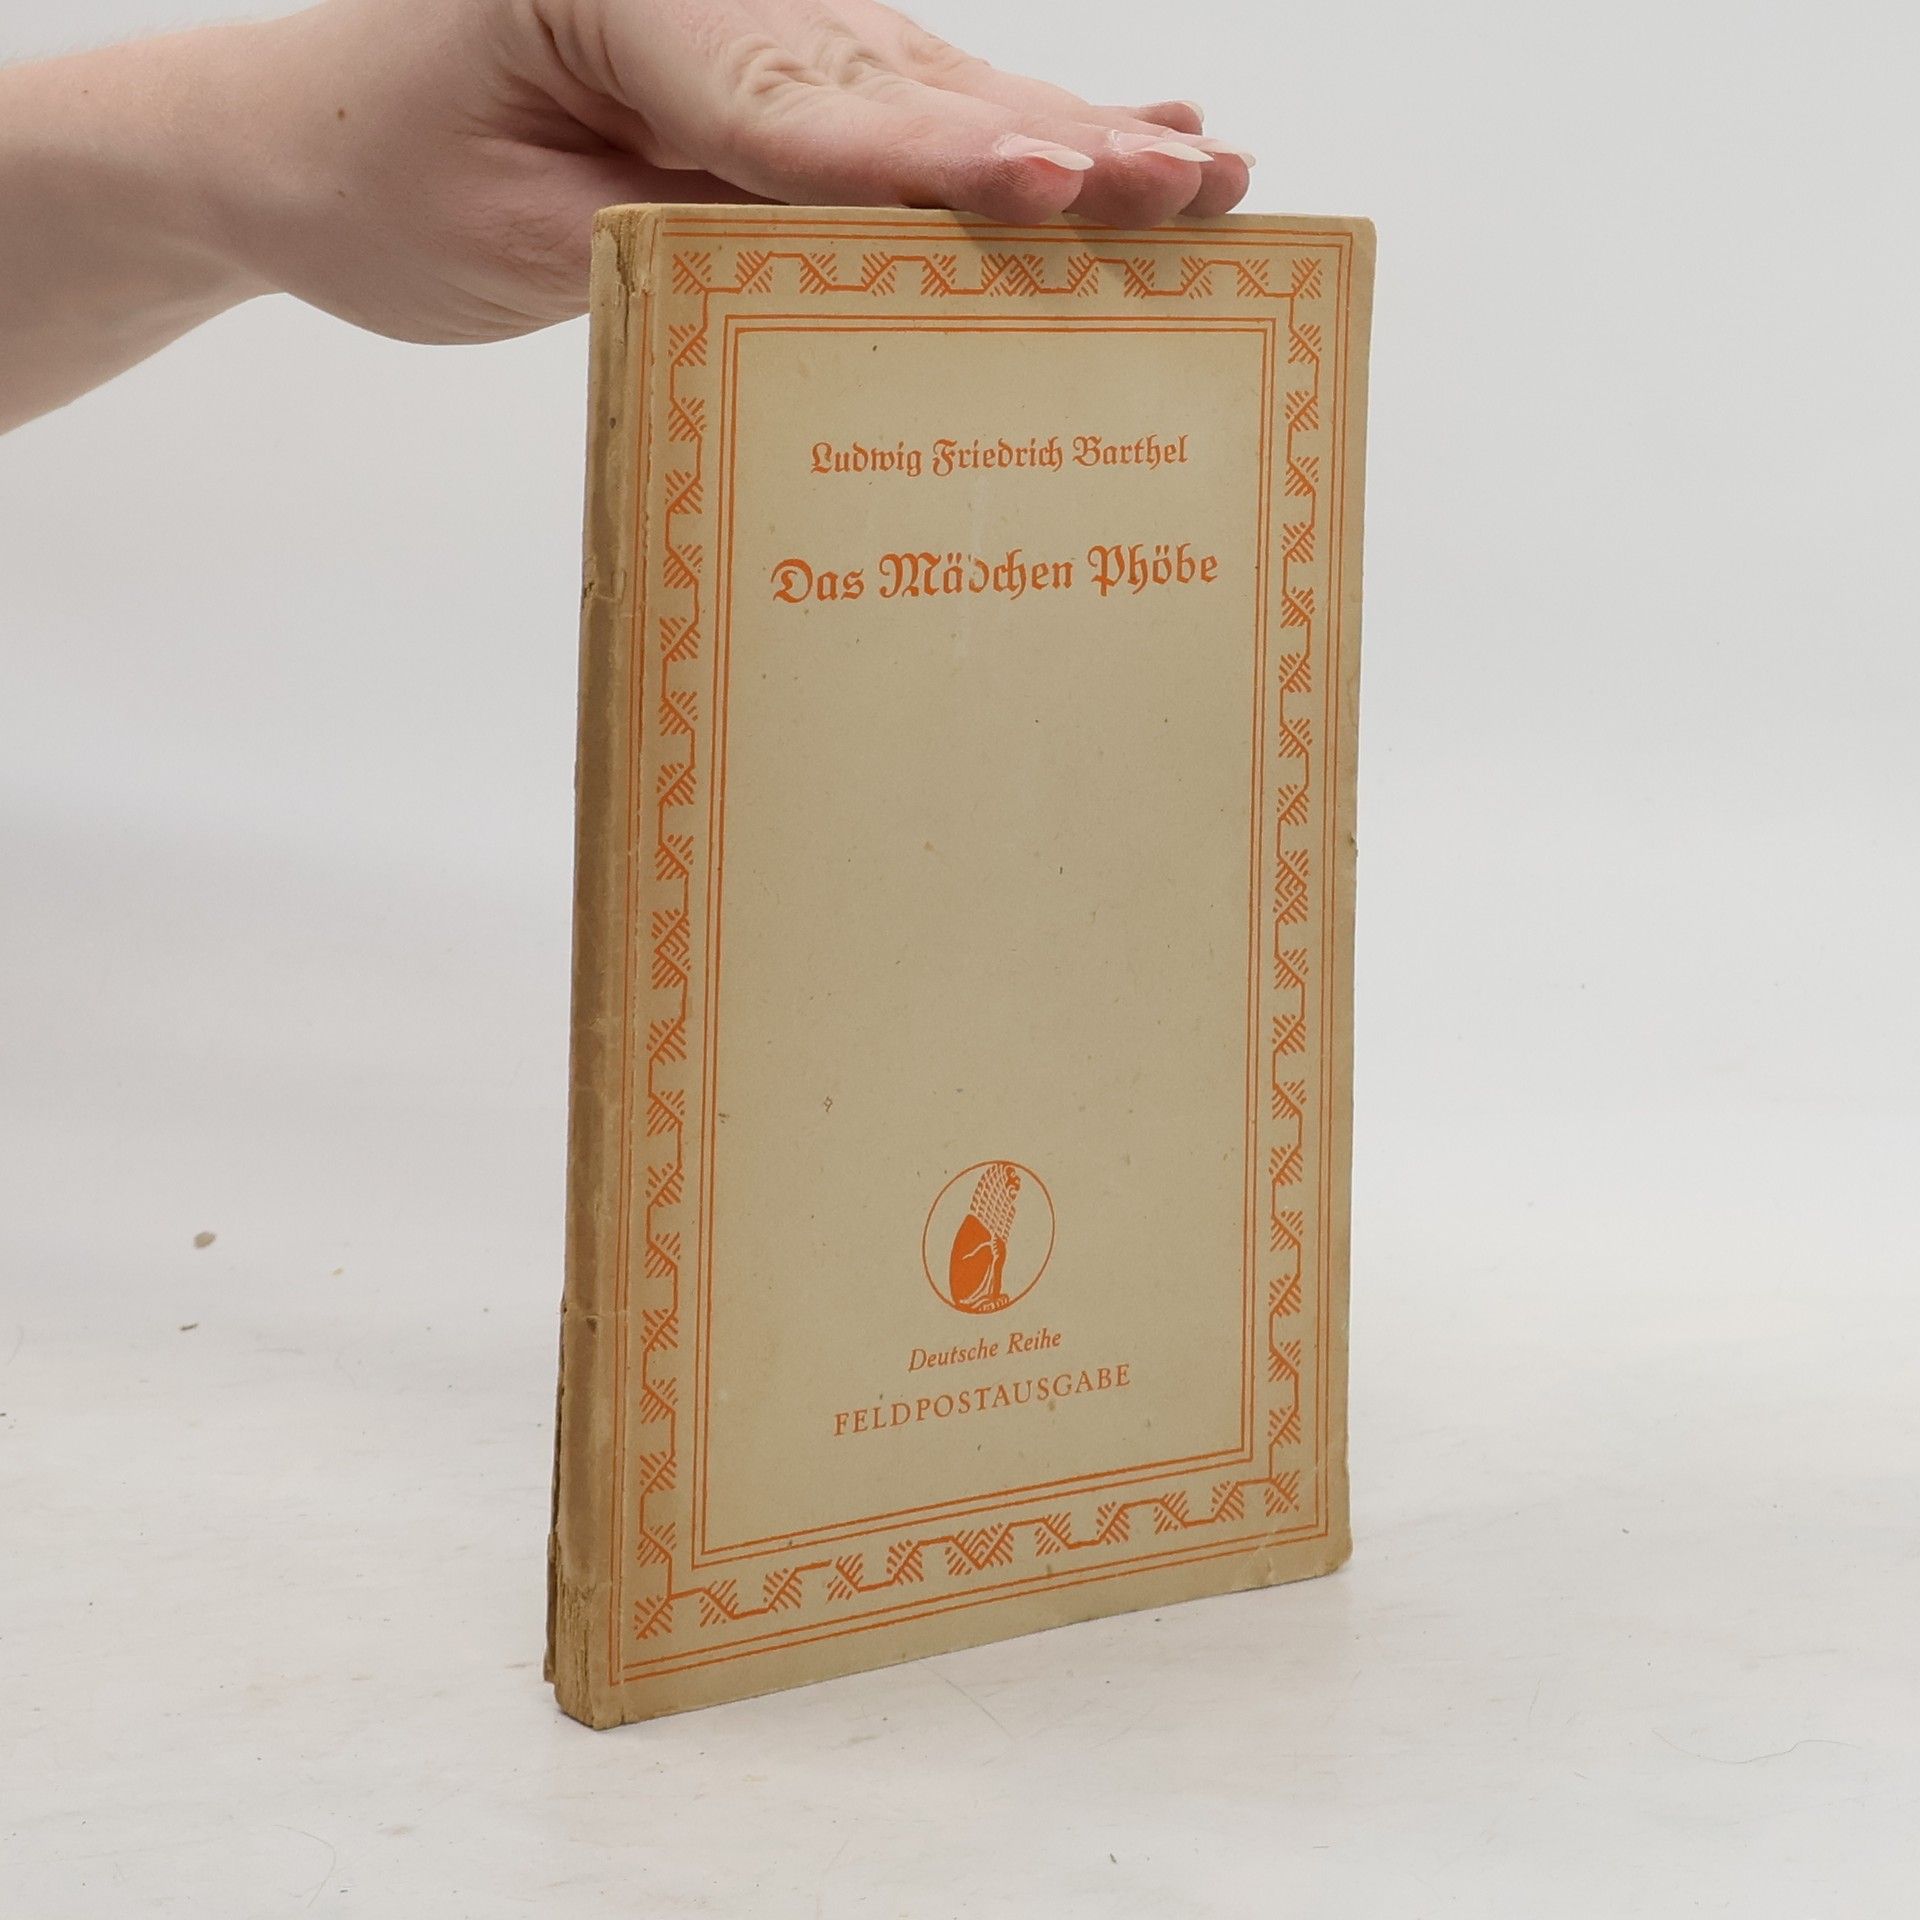 Ludwig Friedrich Barthel
Das Mädchen Phöbe
Deutsche Reihe
FELDPOSTAUSGABE